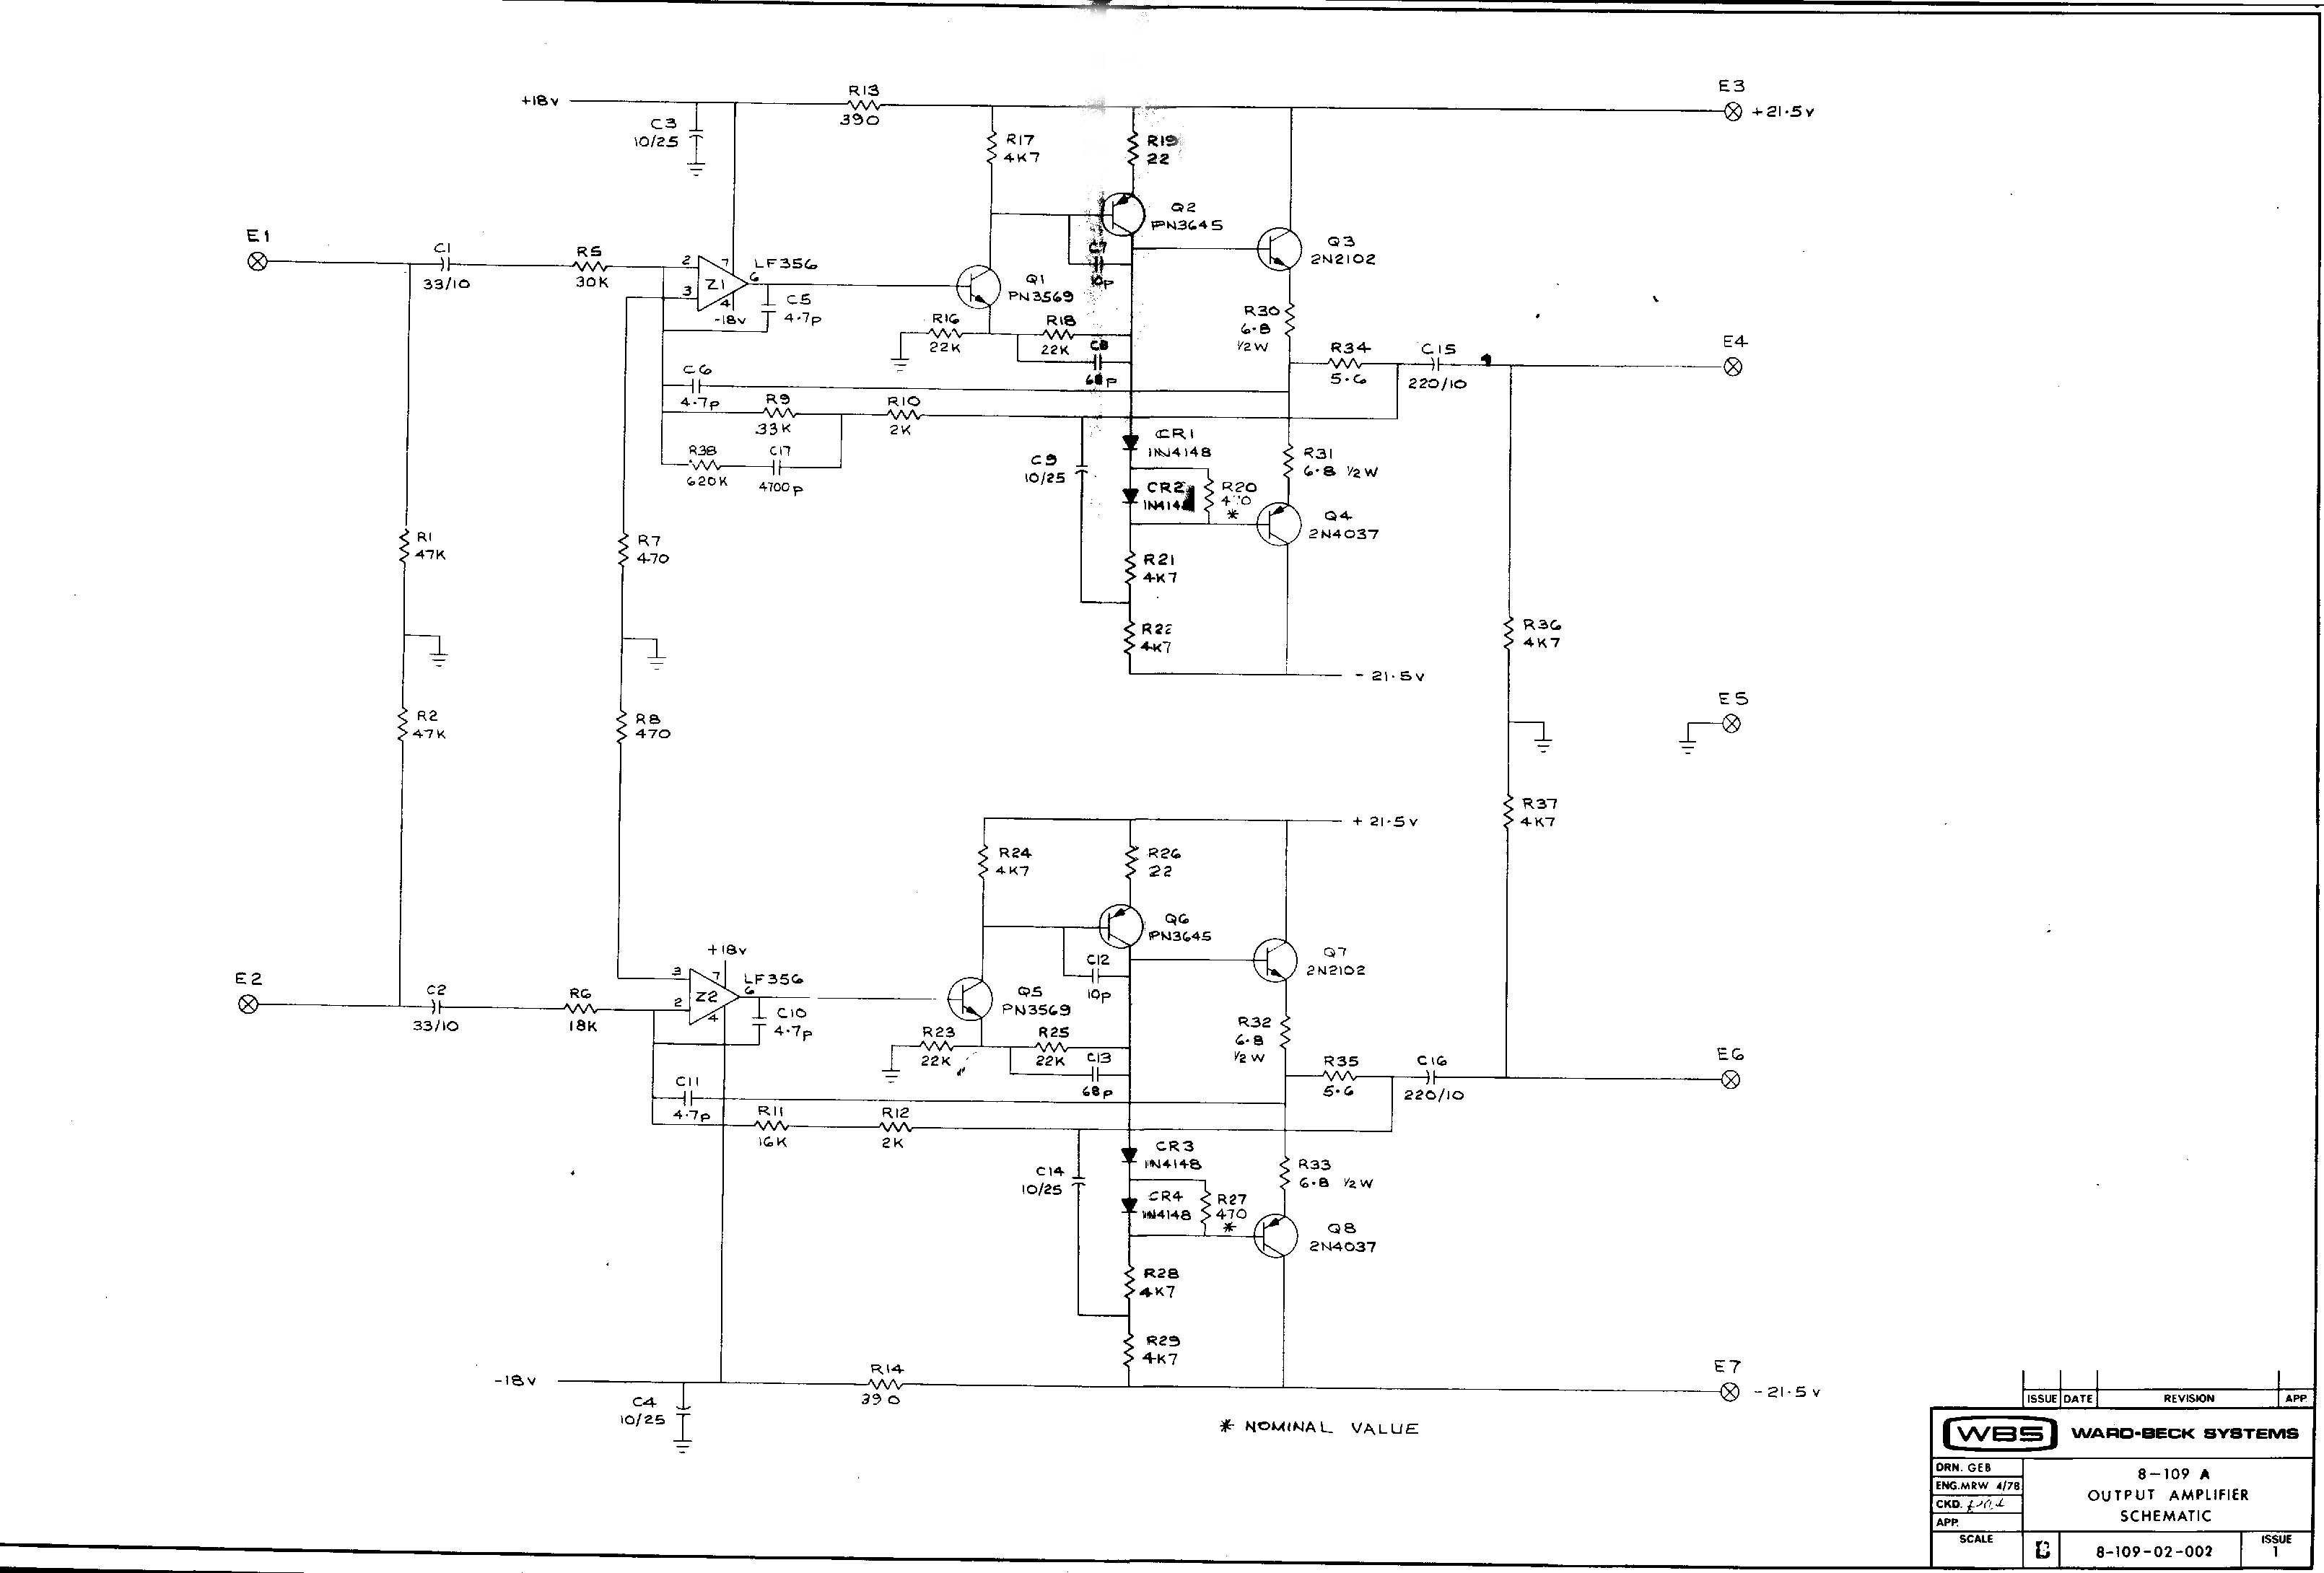 E3
+18v
R13
390
+21.5v
C3
10/25
R17
4K7
R19
22
Q2
PN3645
E1
C1
33/10
R5
30K
2
7
LF356
6
Z1
3
4
-18v
C5
4.7p
Q1
PN3569
C7
10p
Q3
2N2102
R16
22K
R18
22K
C8
68p
R30
6.8
1/2W
R34
5.6
C15
220/10
E4
C6
4.7p
R9
33K
R10
2K
R38
620K
C17
4700p
C9
10/25
CR1
1N4148
CR2
R20
*
R31
6.8 1/2W
Q4
2N4037
R1
47K
R7
470
R21
4K7
R22
4K7
- 21.5v
R36
4K7
E5
R2
47K
R8
470
R37
4K7
+ 21.5v
R24
4K7
R26
22
Q6
PN3645
E2
C2
33/10
R6
18K
+18v
3
7
LF356
6
Z2
2
4
C10
4.7p
Q5
PN3569
C12
10p
Q7
2N2102
R23
22K
R25
22K
C13
68p
R32
6.8
1/2W
R35
5.6
C16
220/10
E6
C11
4.7p
R11
16K
R12
2K
C14
10/25
CR3
1N4148
CR4
1N4148
R27
470
*
R33
6.8 1/2W
Q8
2N4037
R28
4K7
R29
4K7
-18v
R14
390
E7
-21.5v
C4
10/25
* NOMINAL VALUE
ISSUE DATE REVISION APP.
WBS WARD-BECK SYSTEMS
DRN. GEB
ENG. MRW 4/78
CKD.
APP.
SCALE
8-109 A
OUTPUT AMPLIFIER
SCHEMATIC
8-109-02-002
ISSUE
1